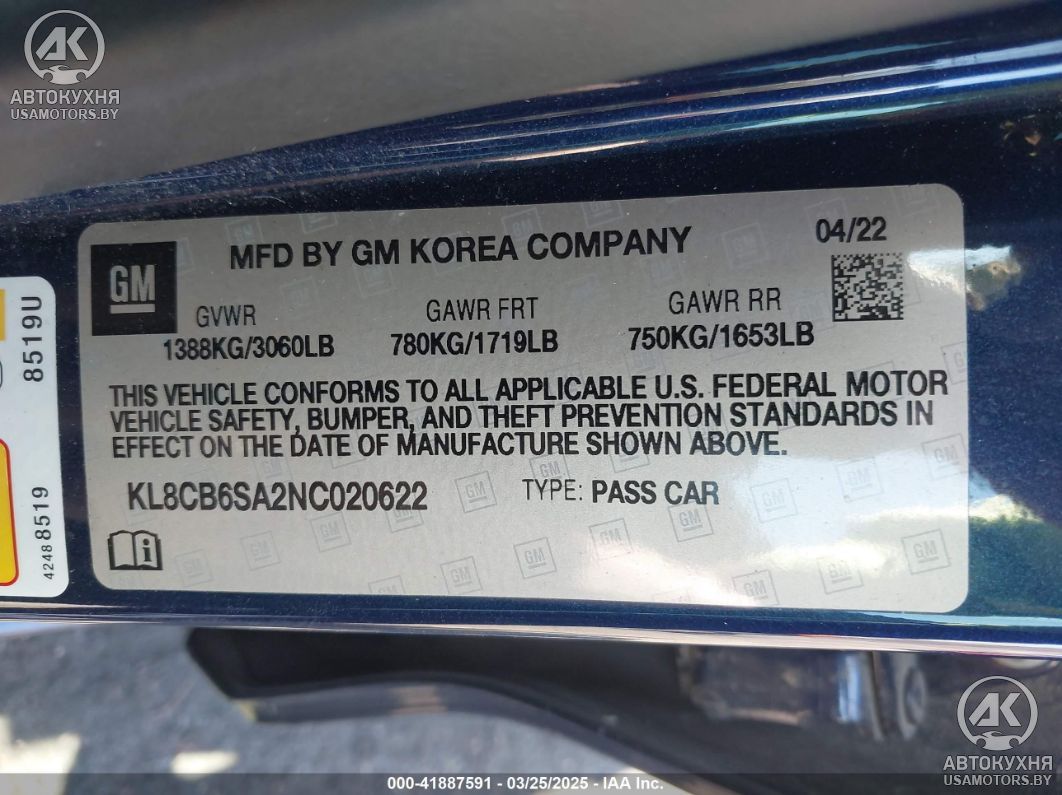 AK
АВТОКУХНЯ
USAMOTORS.BY
GM
MFD BY GM KOREA COMPANY
04/22
GVWR
GAWR FRT
GAWR RR
1388KG/3060LB
780KG/1719LB
750KG/1653LB
THIS VEHICLE CONFORMS TO ALL APPLICABLE U.S. FEDERAL MOTOR
VEHICLE SAFETY, BUMPER, AND THEFT PREVENTION STANDARDS IN
EFFECT ON THE DATE OF MANUFACTURE SHOWN ABOVE.
KL8CB6SA2NC020622
TYPE: PASS CAR
8519U
42488519
AK
АВТОКУХНЯ
USAMOTORS.BY
000-41887591 - 03/25/2025 - IAA Inc.